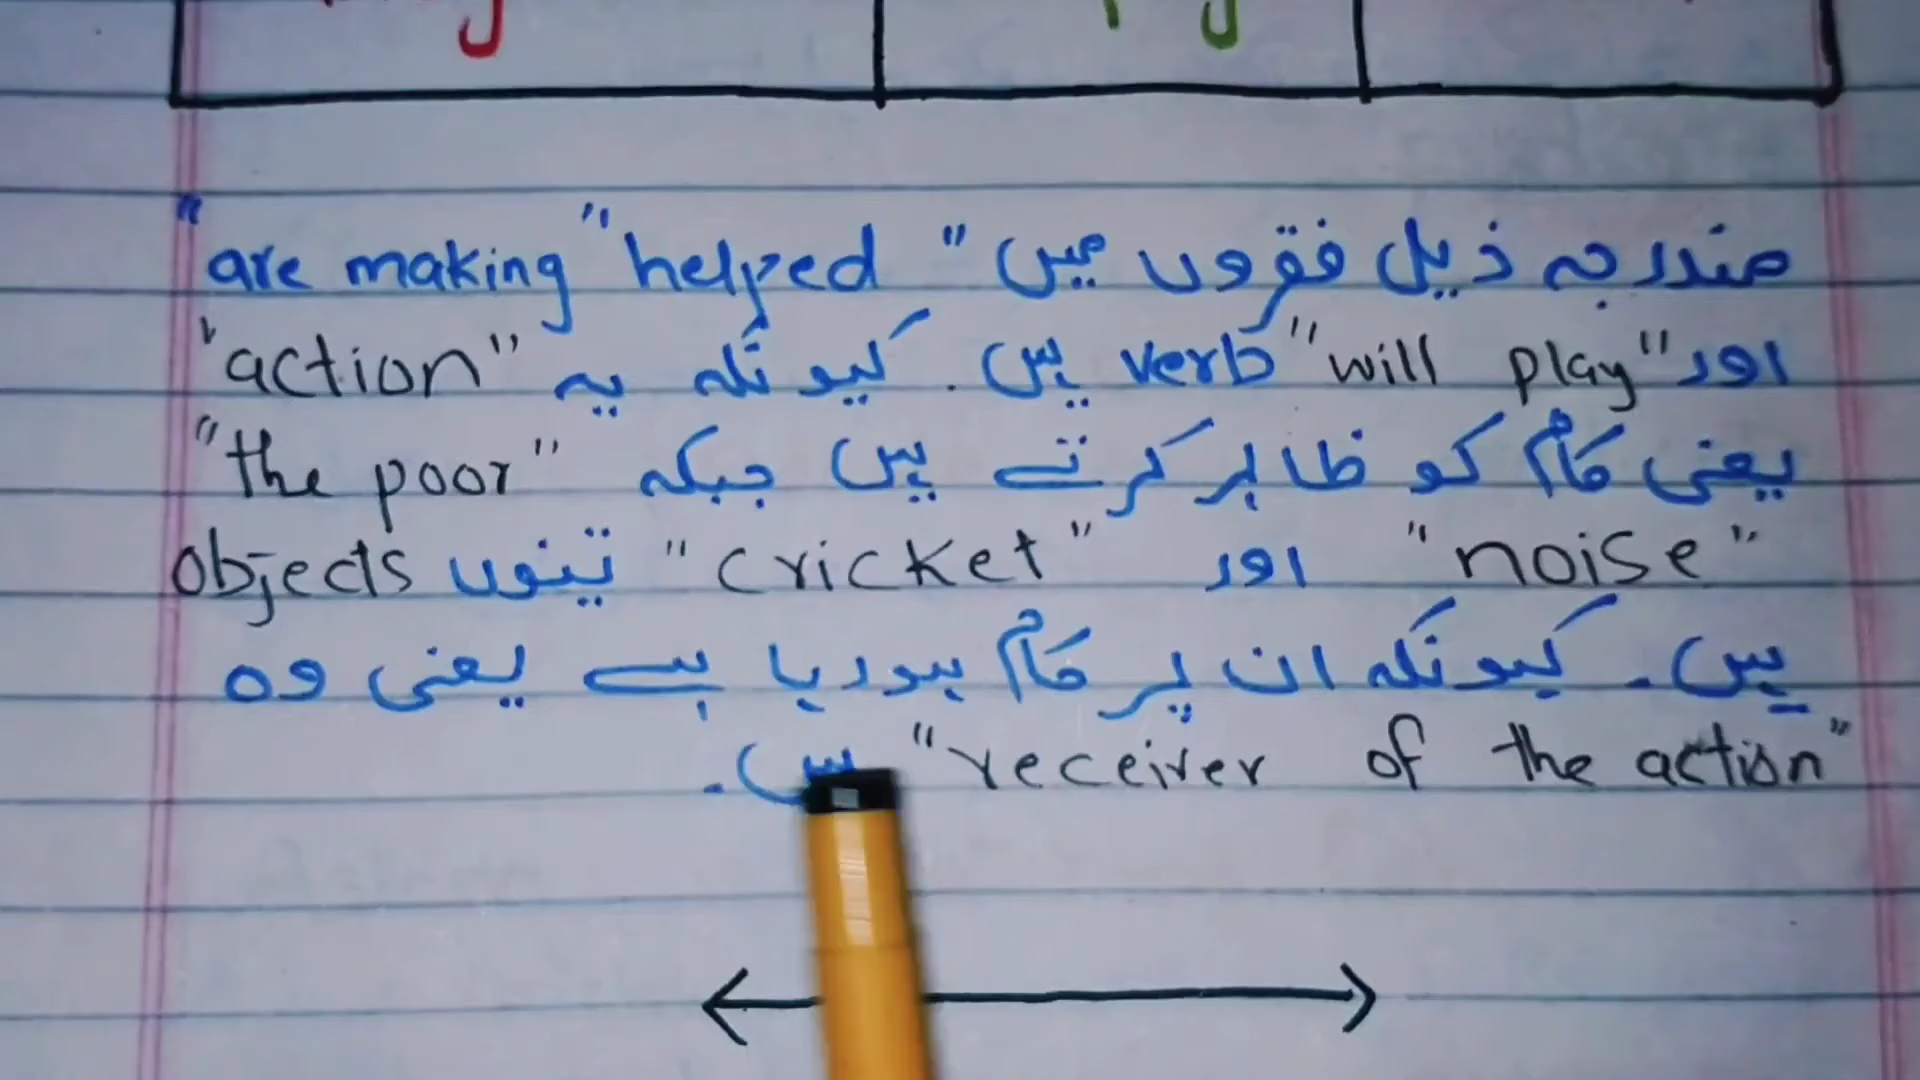 مندرجہ ذیل فقروں میں "helped" "are making"
اور "will play" verb ہیں۔ کیونکہ یہ "action"
یعنی کام کو ظاہر کرتے ہیں جبکہ "the poor"
"noise" اور "cricket" تینوں objects
ہیں۔ کیونکہ ان پر کام ہورہا ہے یعنی وہ
"receiver of the action" ہیں۔